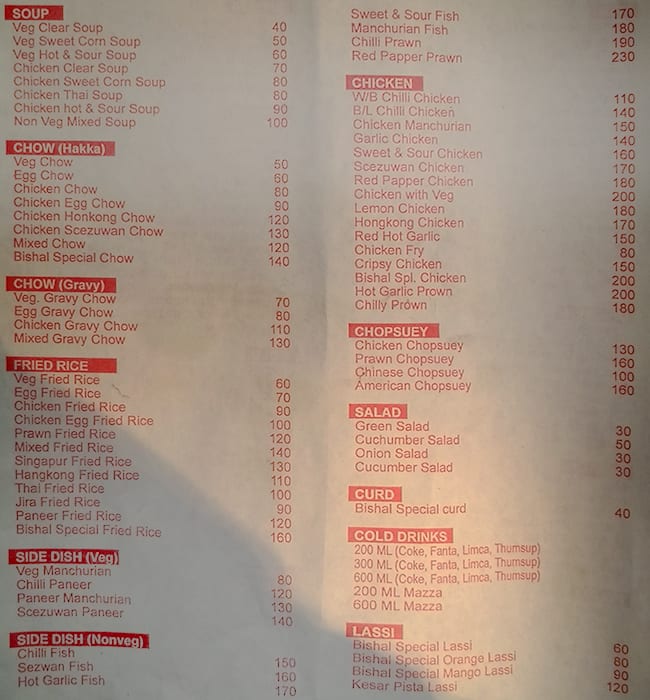 SOUP
Veg Clear Soup 40
Veg Sweet Corn Soup 50
Veg Hot & Sour Soup 60
Chicken Clear Soup 70
Chicken Sweet Corn Soup 80
Chicken Thai Soup 80
Chicken hot & Sour Soup 90
Non Veg Mixed Soup 100
CHOW (Hakka)
Veg Chow 50
Egg Chow 60
Chicken Chow 80
Chicken Egg Chow 90
Chicken Honkong Chow 120
Chicken Scezuwan Chow 130
Mixed Chow 120
Bishal Special Chow 140
CHOW (Gravy)
Veg. Gravy Chow 70
Egg Gravy Chow 80
Chicken Gravy Chow 110
Mixed Gravy Chow 130
FRIED RICE
Veg Fried Rice 60
Egg Fried Rice 70
Chicken Fried Rice 90
Chicken Egg Fried Rice 100
Prawn Fried Rice 120
Mixed Fried Rice 140
Singapur Fried Rice 130
Hangkong Fried Rice 110
Thai Fried Rice 100
Jira Fried Rice 90
Paneer Fried Rice 120
Bishal Special Fried Rice 160
SIDE DISH (Veg)
Veg Manchurian 80
Chilli Paneer 120
Paneer Manchurian 130
Scezuwan Paneer 140
SIDE DISH (Nonveg)
Chilli Fish 150
Sezwan Fish 160
Hot Garlic Fish 170
Sweet & Sour Fish 170
Manchurian Fish 180
Chilli Prawn 190
Red Papper Prawn 230
CHICKEN
W/B Chilli Chicken 110
B/L Chilli Chicken 140
Chicken Manchurian 150
Garlic Chicken 140
Sweet & Sour Chicken 160
Scezuwan Chicken 170
Red Papper Chicken 180
Chicken with Veg 200
Lemon Chicken 180
Hongkong Chicken 170
Red Hot Garlic 150
Chicken Fry 80
Cripsy Chicken 150
Bishal Spl. Chicken 200
Hot Garlic Prown 200
Chilly Prown 180
CHOPSUEY
Chicken Chopsuey 130
Prawn Chopsuey 160
Chinese Chopsuey 100
American Chopsuey 160
SALAD
Green Salad 30
Cuchumber Salad 50
Onion Salad 30
Cucumber Salad 30
CURD
Bishal Special curd 40
COLD DRINKS
200 ML (Coke, Fanta, Limca, Thumsup)
300 ML (Coke, Fanta, Limca, Thumsup)
600 ML (Coke, Fanta, Limca, Thumsup)
200 ML Mazza
600 ML Mazza
LASSI
Bishal Special Lassi 60
Bishal Special Orange Lassi 80
Bishal Special Mango Lassi 90
Kesar Pista Lassi 120